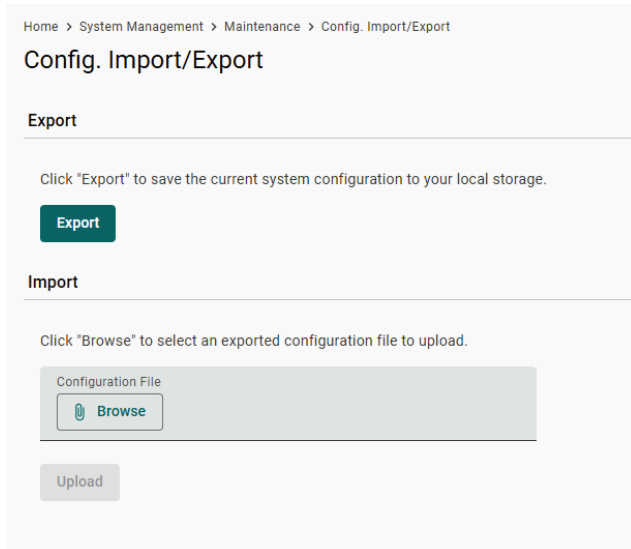 Home > System Management > Maintenance > Config. Import/Export
Config. Import/Export
Export
Click "Export" to save the current system configuration to your local storage.
Export
Import
Click "Browse" to select an exported configuration file to upload.
Configuration File
Browse
Upload